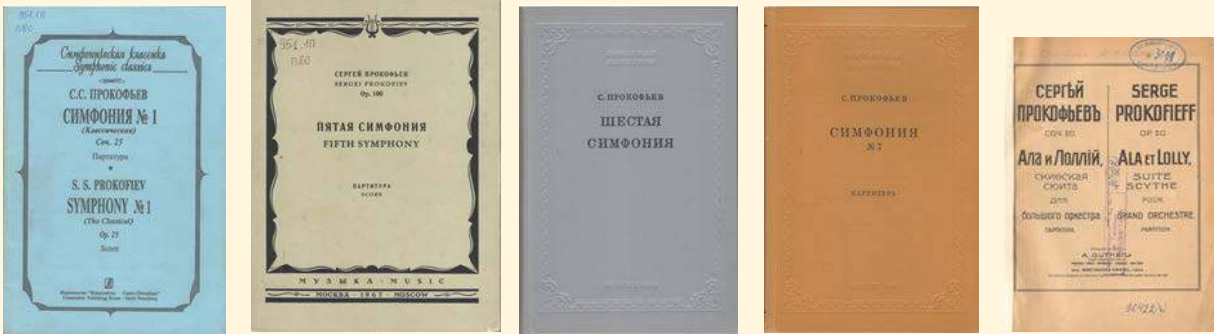 Симфоническая классика
Symphonic classics
С.С. ПРОКОФЬЕВ
СИМФОНИЯ № 1
(Классическая)
Соч. 25
Партитура
S. S. PROKOFIEV
SYMPHONY № 1
(The Classical)
Op. 25
Score
СЕРГЕЙ ПРОКОФЬЕВ
SERGEI PROKOFIEV
Op. 100
ПЯТАЯ СИМФОНИЯ
FIFTH SYMPHONY
ПАРТИТУРА
SCORE
МУЗЫКА · MUSIC
МОСКВА · 1967 · MOSCOW
С. ПРОКОФЬЕВ
ШЕСТАЯ
СИМФОНИЯ
С. ПРОКОФЬЕВ
СИМФОНИЯ
№ 7
ПАРТИТУРА
СЕРГѢЙ
ПРОКОФЬЕВЪ
СОЧ 20
Ала и Лоллій,
СКИѲСКАЯ
СЮИТА
ДЛЯ
большого оркестра
SERGE
PROKOFIEFF
OP 20
ALA ET LOLLY,
SUITE
SCYTHE
POUR
GRAND ORCHESTRE
PARTITION
A. GUTHEIL